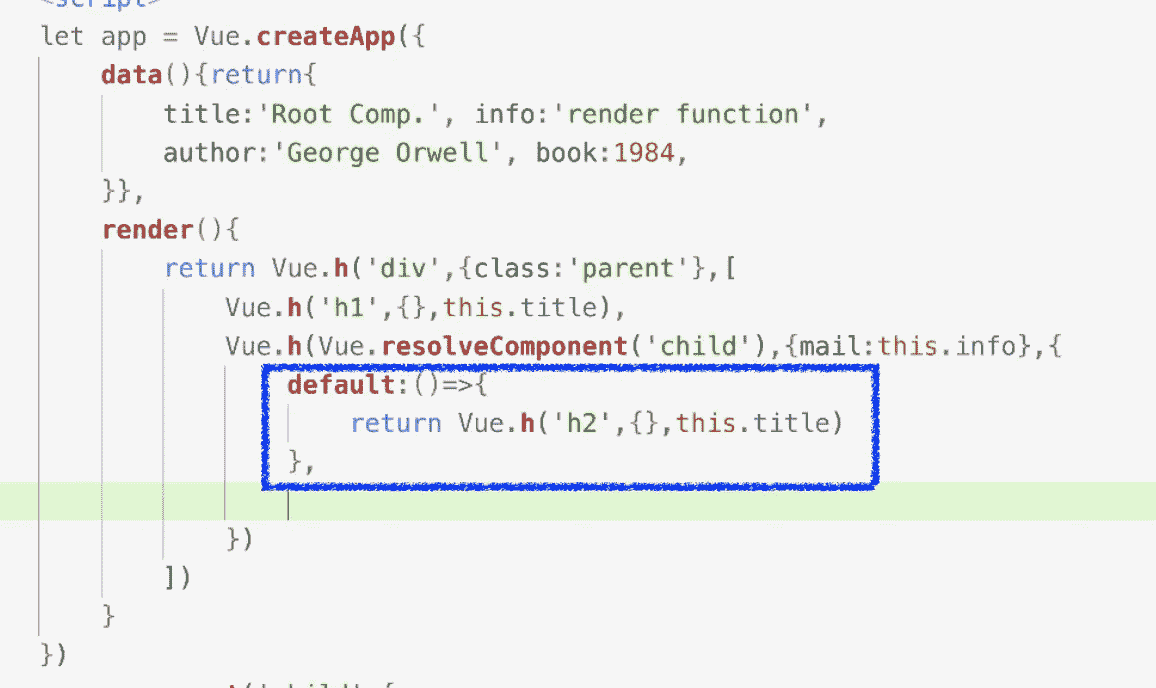 <script>
let app = Vue.createApp({
data(){return{
title:'Root Comp.', info:'render function',
author:'George Orwell', book:1984,
}},
render(){
return Vue.h('div',{class:'parent'},[
Vue.h('h1',{},this.title),
Vue.h(Vue.resolveComponent('child'),{mail:this.info},{
default:()=>{
return Vue.h('h2',{},this.title)
},
})
])
}
})